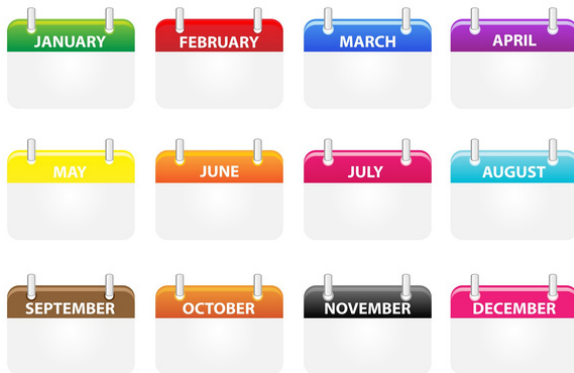 JANUARY
FEBRUARY
MARCH
APRIL
MAY
JUNE
JULY
AUGUST
SEPTEMBER
OCTOBER
NOVEMBER
DECEMBER